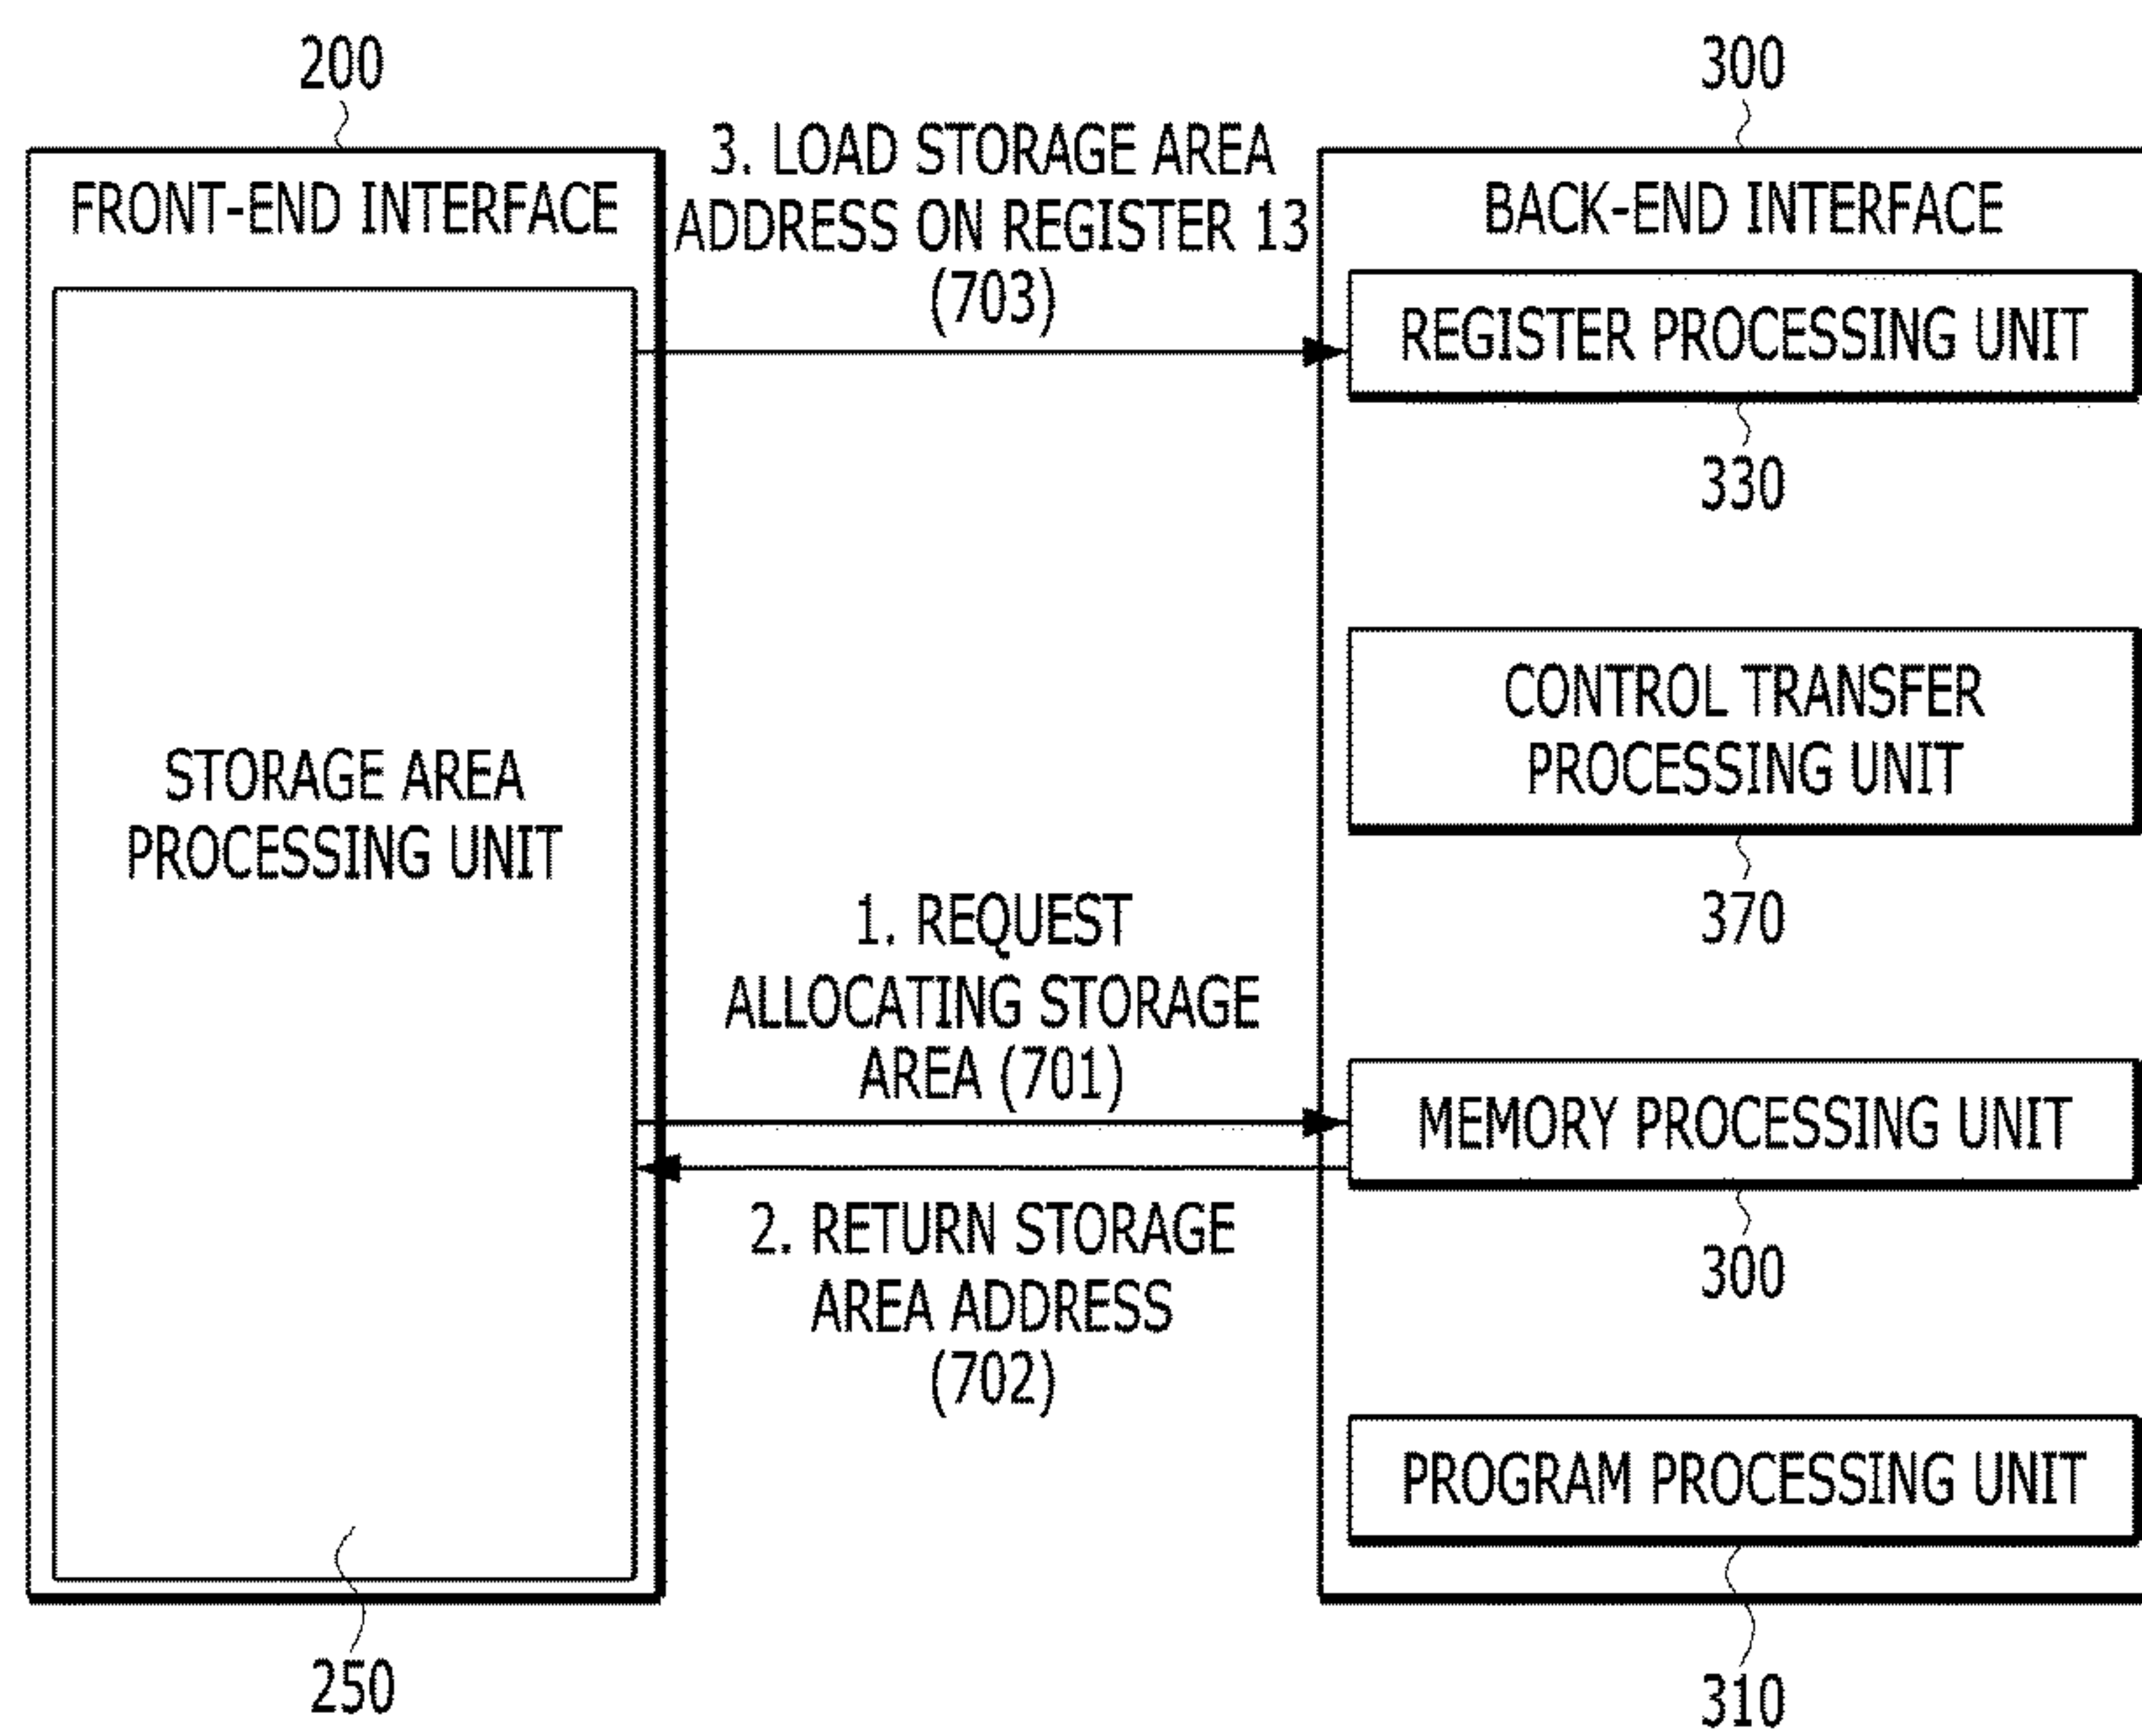 200
FRONT-END INTERFACE
STORAGE AREA
PROCESSING UNIT
250
3. LOAD STORAGE AREA
ADDRESS ON REGISTER 13
(703)
1. REQUEST
ALLOCATING STORAGE
AREA (701)
2. RETURN STORAGE
AREA ADDRESS
(702)
300
BACK-END INTERFACE
REGISTER PROCESSING UNIT
330
CONTROL TRANSFER
PROCESSING UNIT
370
MEMORY PROCESSING UNIT
300
PROGRAM PROCESSING UNIT
310